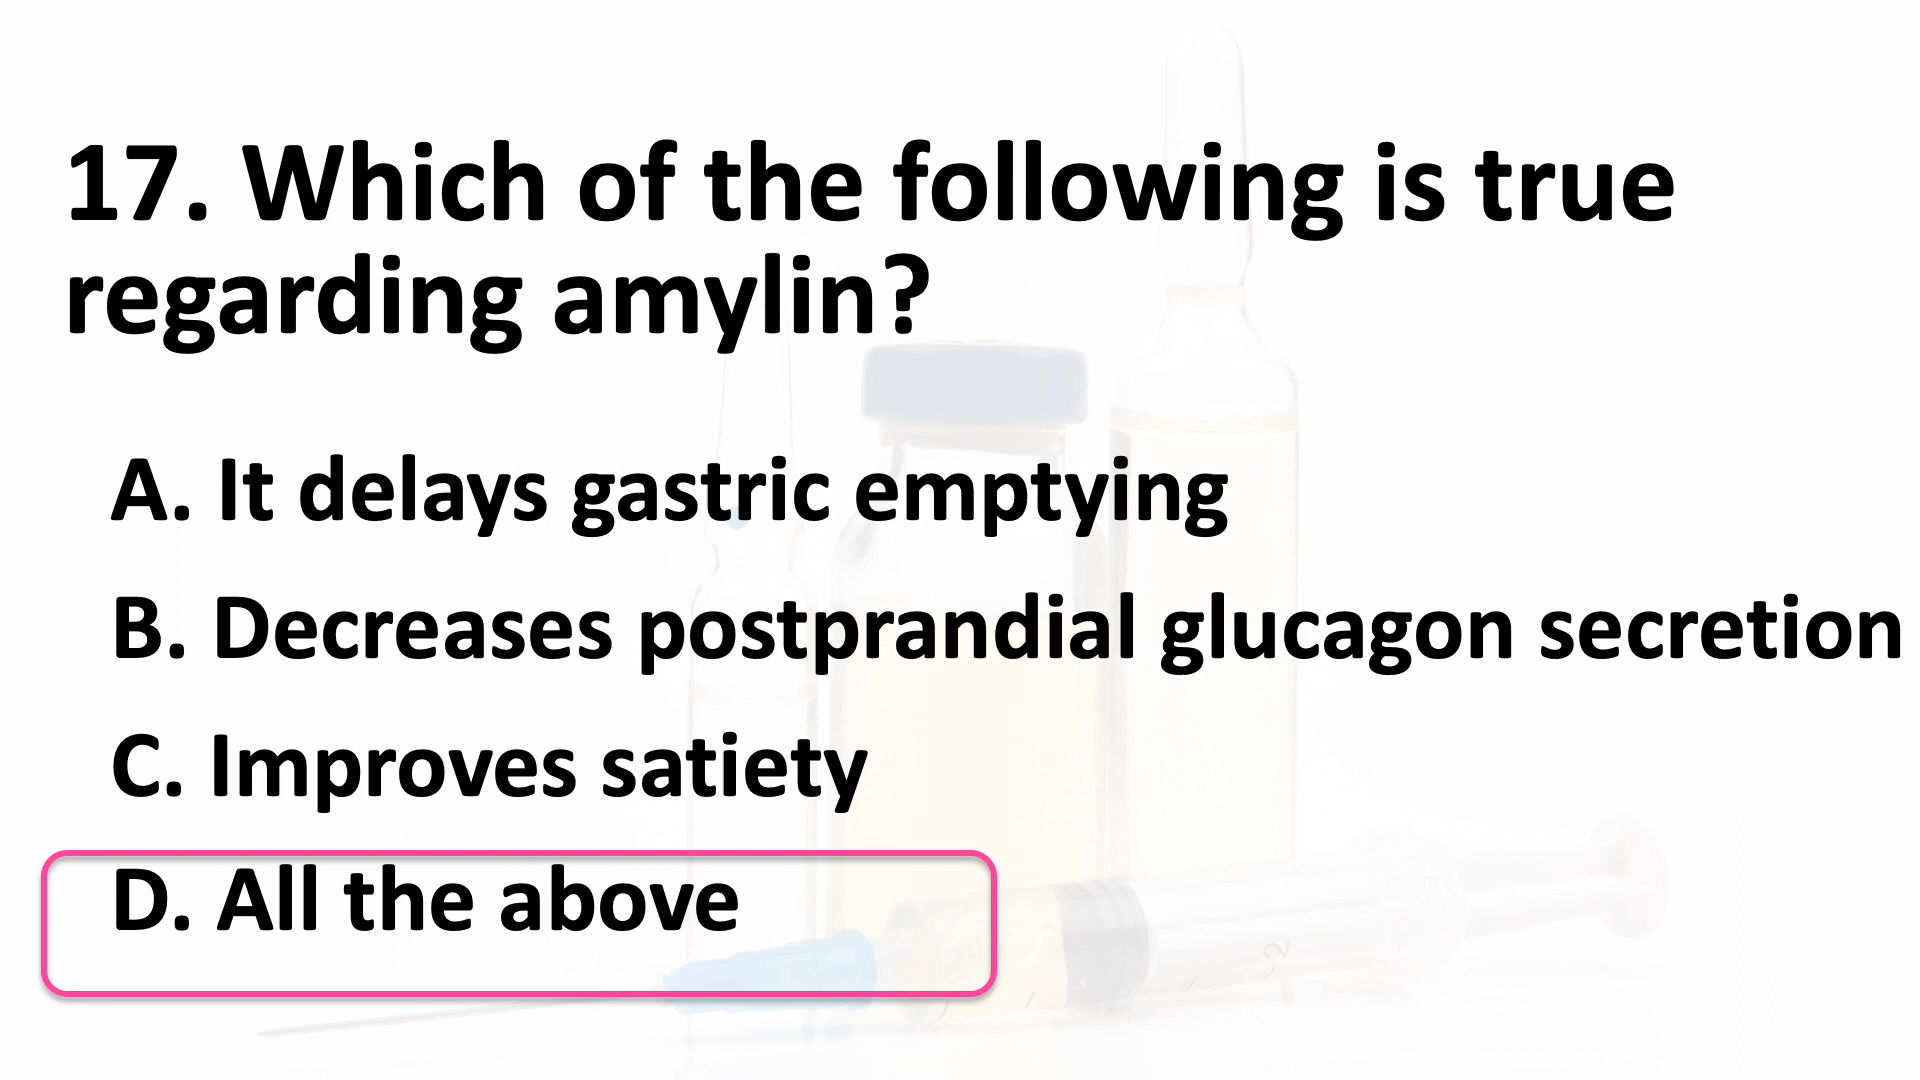 17. Which of the following is true
regarding amylin?
A. It delays gastric emptying
B. Decreases postprandial glucagon secretion
C. Improves satiety
D. All the above
2